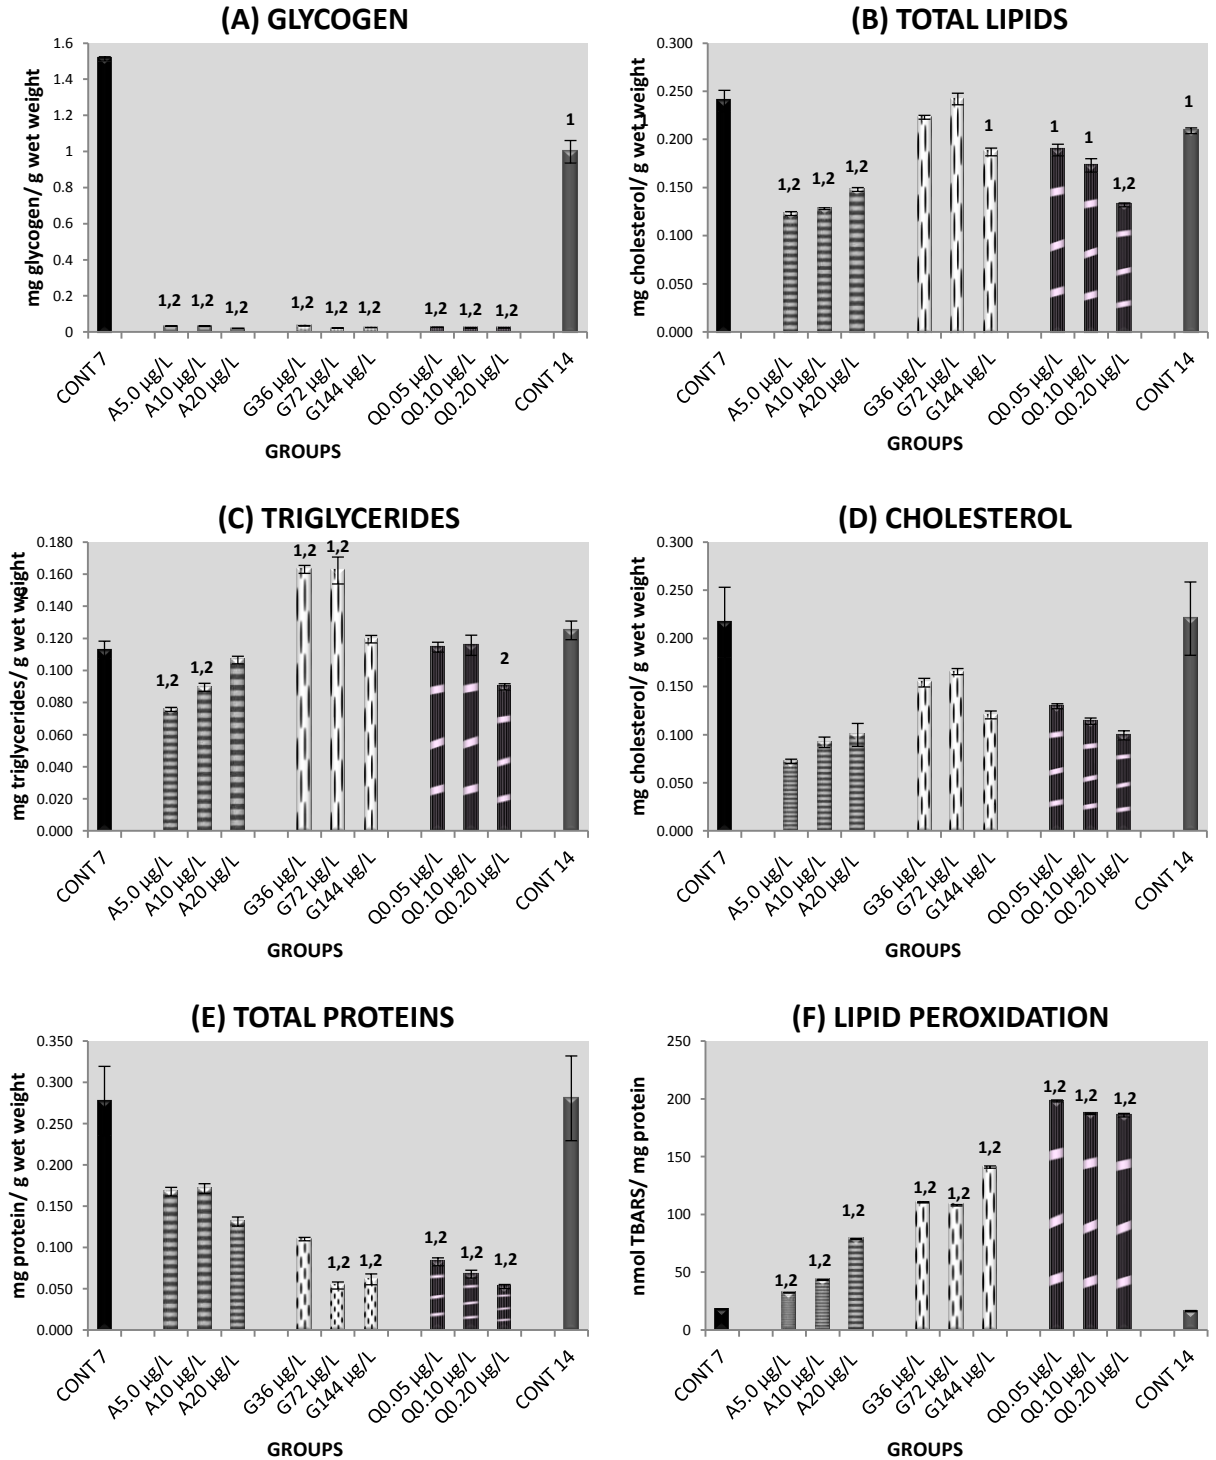 (A) GLYCOGEN
mg glycogen/ g wet weight
1.6
1.4
1.2
1
0.8
0.6
0.4
0.2
0
1,2 1,2 1,2 1,2 1,2 1,2 1,2 1,2 1,2 1
CONT 7 A5.0 µg/L A10 µg/L A20 µg/L G36 µg/L G72 µg/L G144 µg/L Q0.05 µg/L Q0.10 µg/L Q0.20 µg/L CONT 14
GROUPS
(B) TOTAL LIPIDS
mg cholesterol/ g wet weight
0.300
0.250
0.200
0.150
0.100
0.050
0.000
1,2 1,2 1,2 1 1 1 1,2 1
CONT 7 A5.0 µg/L A10 µg/L A20 µg/L G36 µg/L G72 µg/L G144 µg/L Q0.05 µg/L Q0.10 µg/L Q0.20 µg/L CONT 14
GROUPS
(C) TRIGLYCERIDES
mg triglycerides/ g wet weight
0.180
0.160
0.140
0.120
0.100
0.080
0.060
0.040
0.020
0.000
1,2 1,2 1,2 1,2 2
CONT 7 A5.0 µg/L A10 µg/L A20 µg/L G36 µg/L G72 µg/L G144 µg/L Q0.05 µg/L Q0.10 µg/L Q0.20 µg/L CONT 14
GROUPS
(D) CHOLESTEROL
mg cholesterol/ g wet weight
0.300
0.250
0.200
0.150
0.100
0.050
0.000
CONT 7 A5.0 µg/L A10 µg/L A20 µg/L G36 µg/L G72 µg/L G144 µg/L Q0.05 µg/L Q0.10 µg/L Q0.20 µg/L CONT 14
GROUPS
(E) TOTAL PROTEINS
mg protein/ g wet weight
0.350
0.300
0.250
0.200
0.150
0.100
0.050
0.000
1,2 1,2 1,2 1,2 1,2
CONT 7 A5.0 µg/L A10 µg/L A20 µg/L G36 µg/L G72 µg/L G144 µg/L Q0.05 µg/L Q0.10 µg/L Q0.20 µg/L CONT 14
GROUPS
(F) LIPID PEROXIDATION
nmol TBARS/ mg protein
250
200
150
100
50
0
1,2 1,2 1,2 1,2 1,2 1,2 1,2 1,2 1,2
CONT 7 A5.0 µg/L A10 µg/L A20 µg/L G36 µg/L G72 µg/L G144 µg/L Q0.05 µg/L Q0.10 µg/L Q0.20 µg/L CONT 14
GROUPS